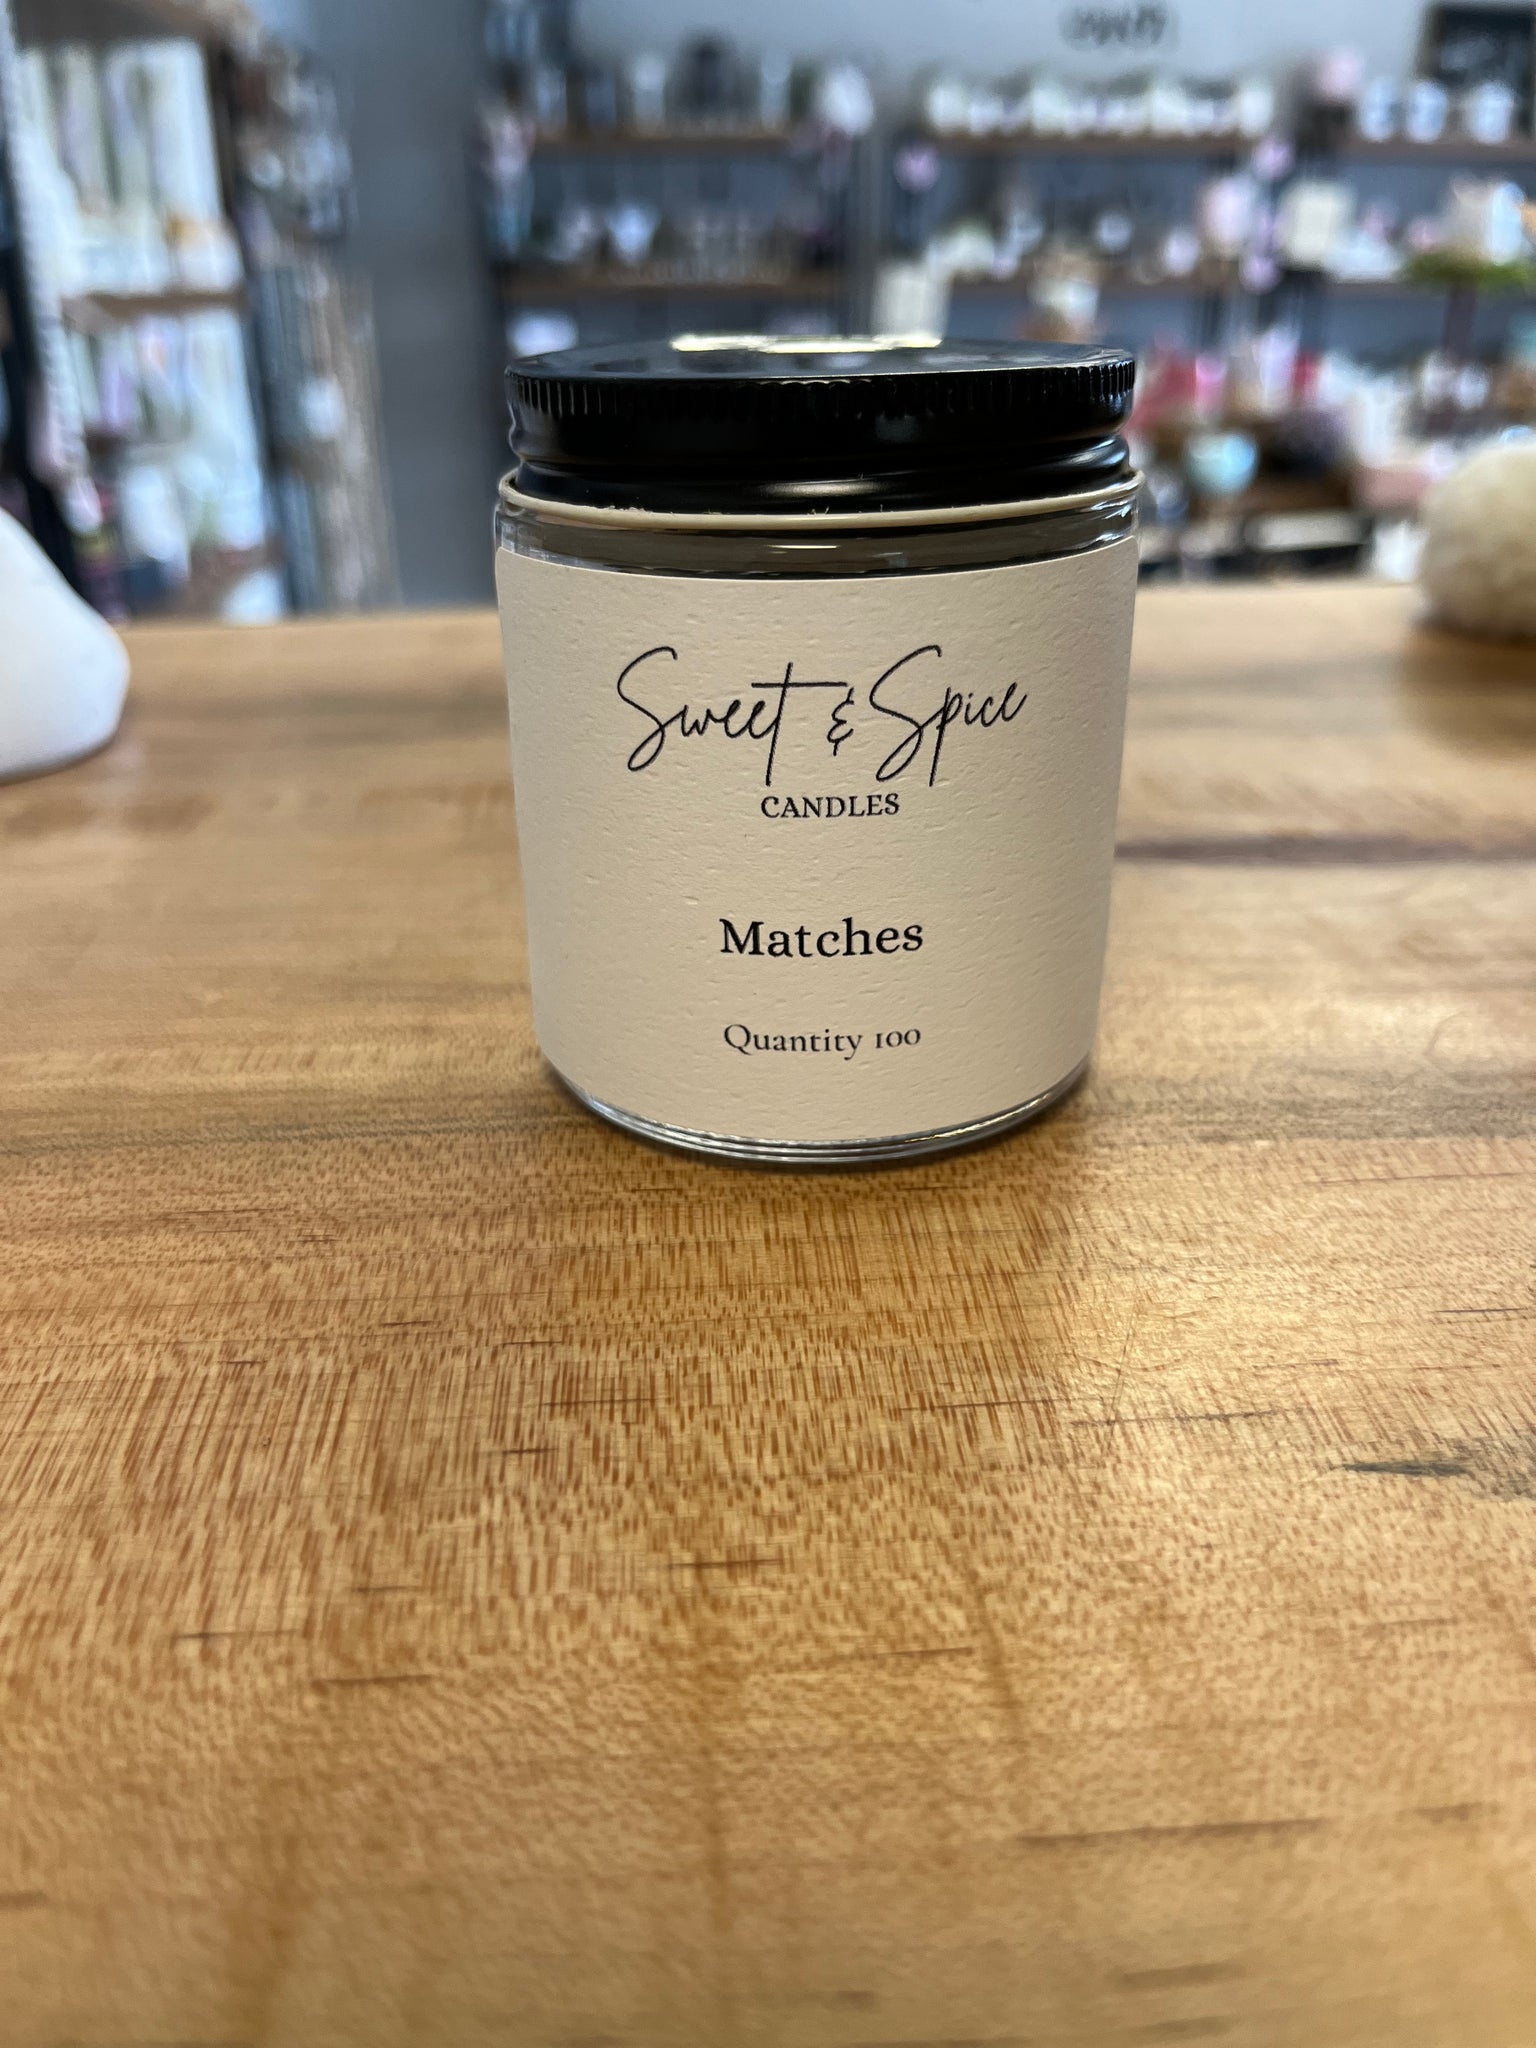 Sweet & Spice
CANDLES
Matches
Quantity 100